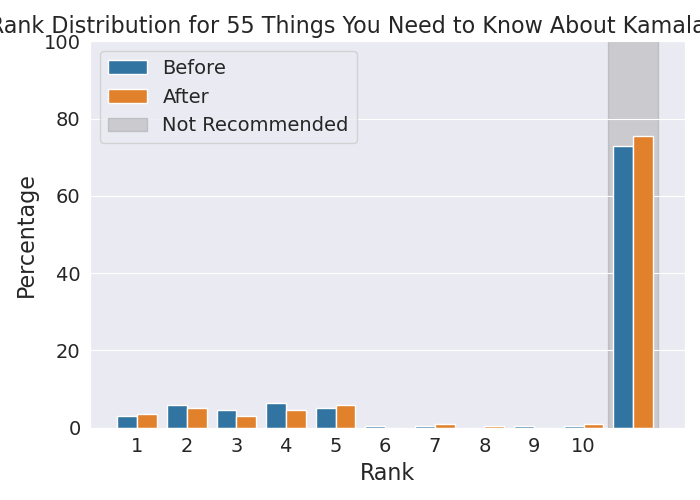 Rank Distribution for 55 Things You Need to Know About Kamala
100
80
60
40
20
0
Percentage
Before
After
Not Recommended
1 2 3 4 5 6 7 8 9 10
Rank